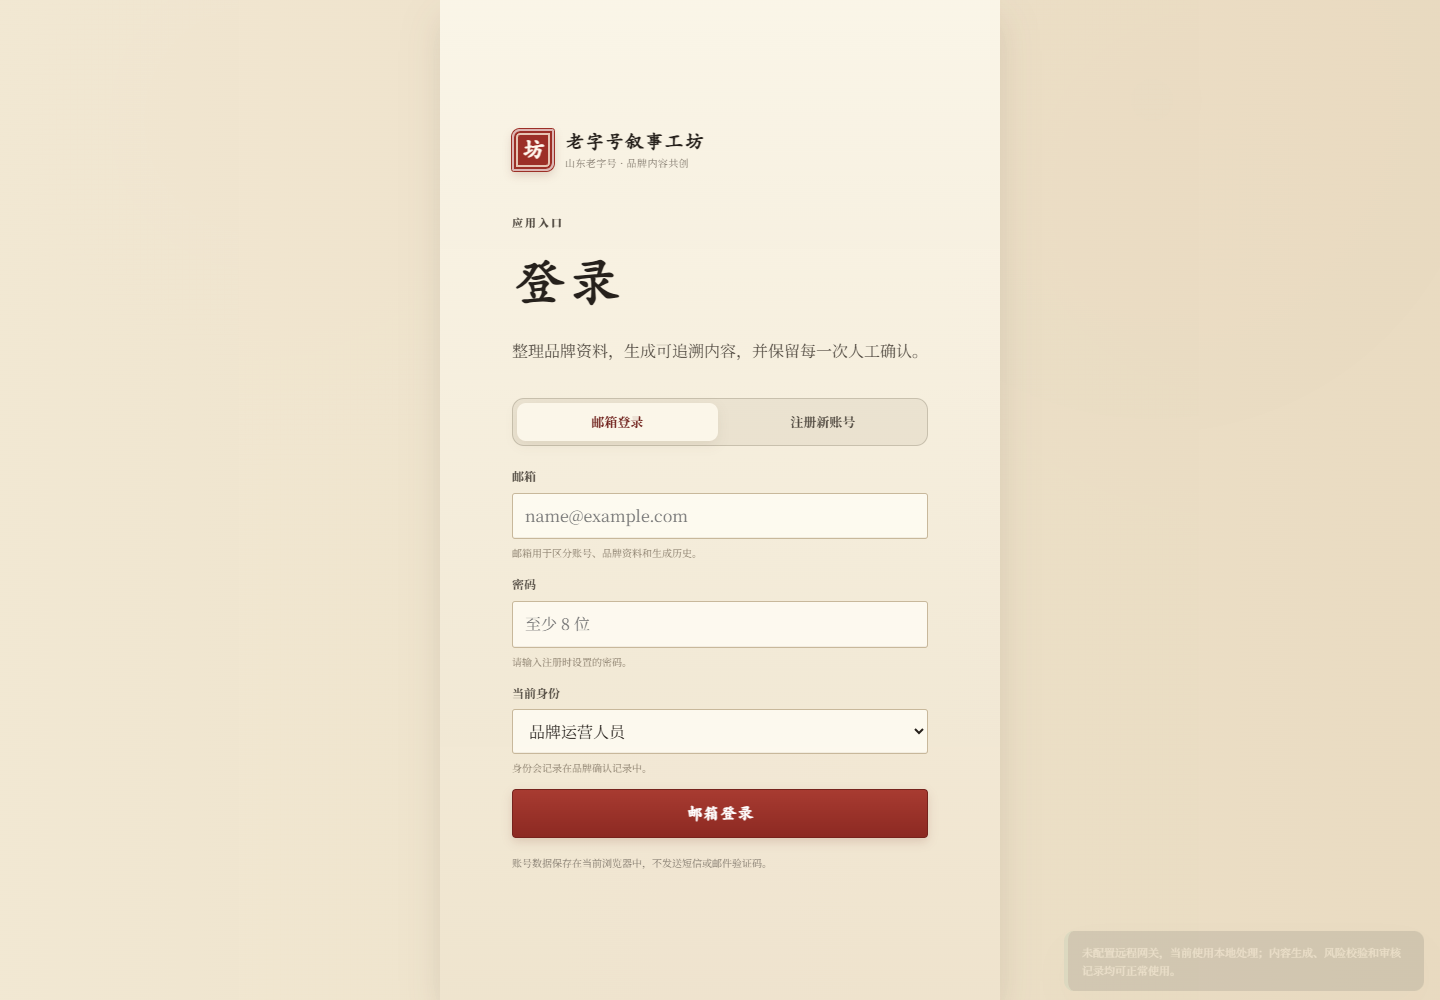 坊
老字号叙事工坊
山东老字号 · 品牌内容共创
应用入口
登录
整理品牌资料，生成可追溯内容，并保留每一次人工确认。
邮箱登录
注册新账号
邮箱
name@example.com
邮箱用于区分账号、品牌资料和生成历史。
密码
至少 8 位
请输入注册时设置的密码。
当前身份
品牌运营人员
身份会记录在品牌确认记录中。
邮箱登录
账号数据保存在当前浏览器中，不发送短信或邮件验证码。
未配置远程网关，当前使用本地处理；内容生成、风险校验和审核
记录均可正常使用。